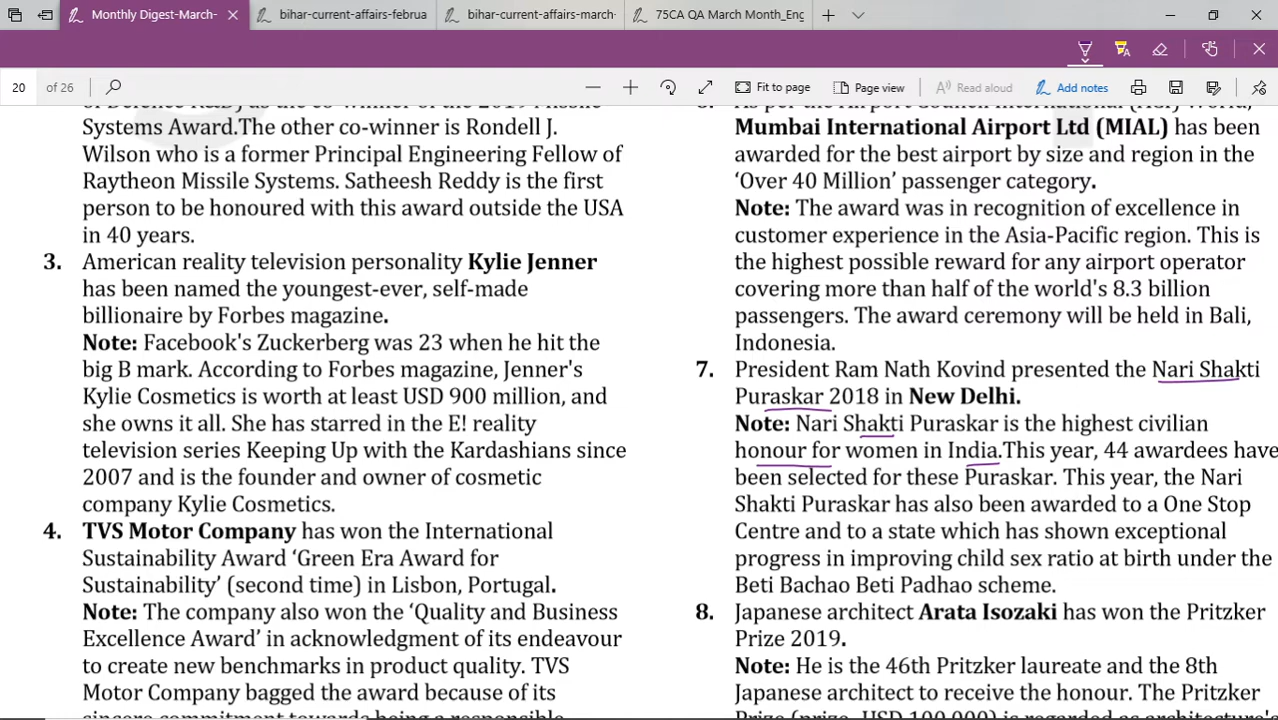 Monthly Digest-March-
bihar-current-affairs-februa
bihar-current-affairs-march-
75CA QA March Month_Eng
20 of 26
Fit to page
Page view
Read aloud
Add notes
Systems Award.The other co-winner is Rondell J.
Wilson who is a former Principal Engineering Fellow of
Raytheon Missile Systems. Satheesh Reddy is the first
person to be honoured with this award outside the USA
in 40 years.
3. American reality television personality Kylie Jenner
has been named the youngest-ever, self-made
billionaire by Forbes magazine.
Note: Facebook's Zuckerberg was 23 when he hit the
big B mark. According to Forbes magazine, Jenner's
Kylie Cosmetics is worth at least USD 900 million, and
she owns it all. She has starred in the E! reality
television series Keeping Up with the Kardashians since
2007 and is the founder and owner of cosmetic
company Kylie Cosmetics.
4. TVS Motor Company has won the International
Sustainability Award ‘Green Era Award for
Sustainability’ (second time) in Lisbon, Portugal.
Note: The company also won the ‘Quality and Business
Excellence Award’ in acknowledgment of its endeavour
to create new benchmarks in product quality. TVS
Motor Company bagged the award because of its
sincere commitment towards being a responsible
Mumbai International Airport Ltd (MIAL) has been
awarded for the best airport by size and region in the
‘Over 40 Million’ passenger category.
Note: The award was in recognition of excellence in
customer experience in the Asia-Pacific region. This is
the highest possible reward for any airport operator
covering more than half of the world's 8.3 billion
passengers. The award ceremony will be held in Bali,
Indonesia.
7. President Ram Nath Kovind presented the Nari Shakti
Puraskar 2018 in New Delhi.
Note: Nari Shakti Puraskar is the highest civilian
honour for women in India.This year, 44 awardees have
been selected for these Puraskar. This year, the Nari
Shakti Puraskar has also been awarded to a One Stop
Centre and to a state which has shown exceptional
progress in improving child sex ratio at birth under the
Beti Bachao Beti Padhao scheme.
8. Japanese architect Arata Isozaki has won the Pritzker
Prize 2019.
Note: He is the 46th Pritzker laureate and the 8th
Japanese architect to receive the honour. The Pritzker
Prize (prize, USD 100,000) is regarded as architecture's